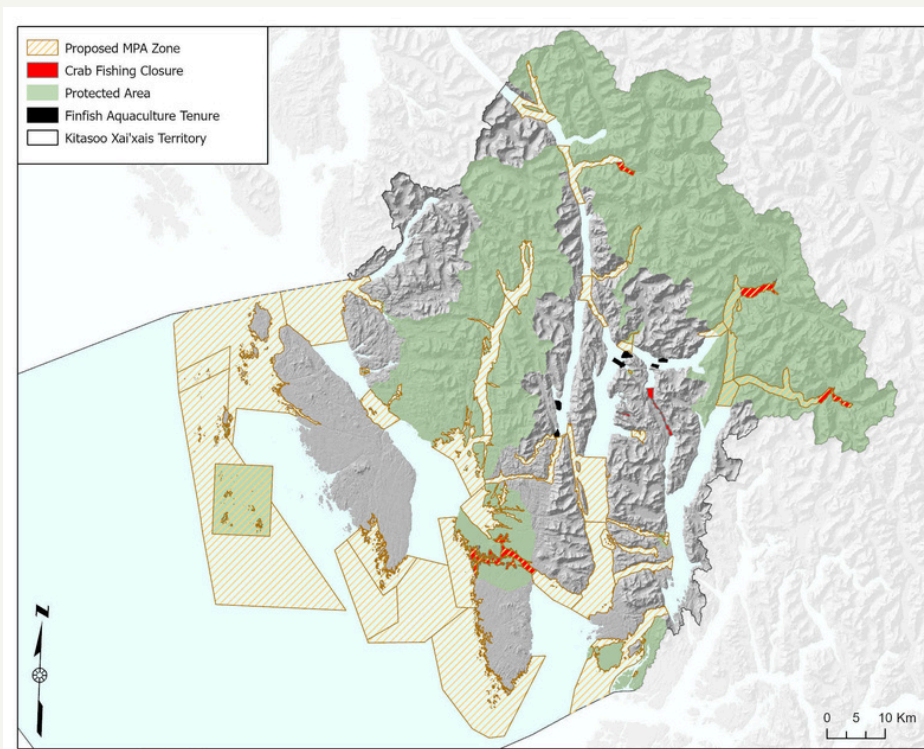 Proposed MPA Zone
Crab Fishing Closure
Protected Area
Finfish Aquaculture Tenure
Kitasoo Xai'xais Territory
N
0 5 10 Km